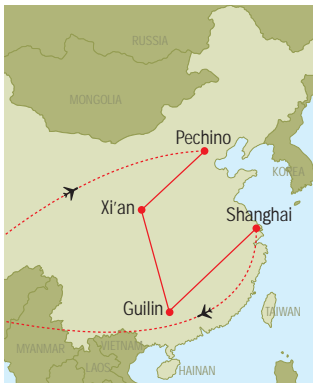 RUSSIA
MONGOLIA
Pechino
KOREA
Xi'an
Shanghai
Guilin
TAIWAN
MYANMAR
VIETNAM
LAOS
HAINAN